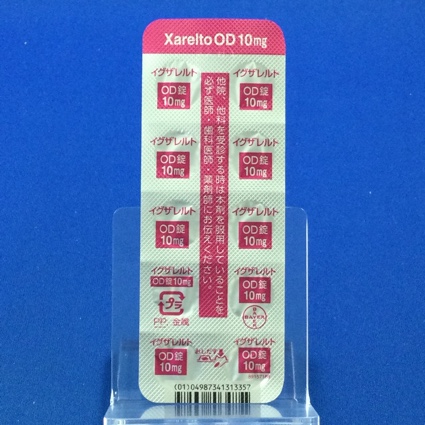 Xarelto OD 10mg
イグザレルト イグザレルト
OD錠 10mg OD錠 10mg
イグザレルト イグザレルト
OD錠 10mg OD錠 10mg
イグザレルト イグザレルト
OD錠 10mg OD錠 10mg
他院・他科を受診する時は本剤を服用していることを
必ず医師・歯科医師・薬剤師にお伝えください。
イグザレルト イグザレルト
OD錠10mg OD錠 10mg
プラ BAYER
PP 金属
イグザレルト おしだす イグザレルト
OD錠 10mg OD錠 10mg
(01)04987341313357